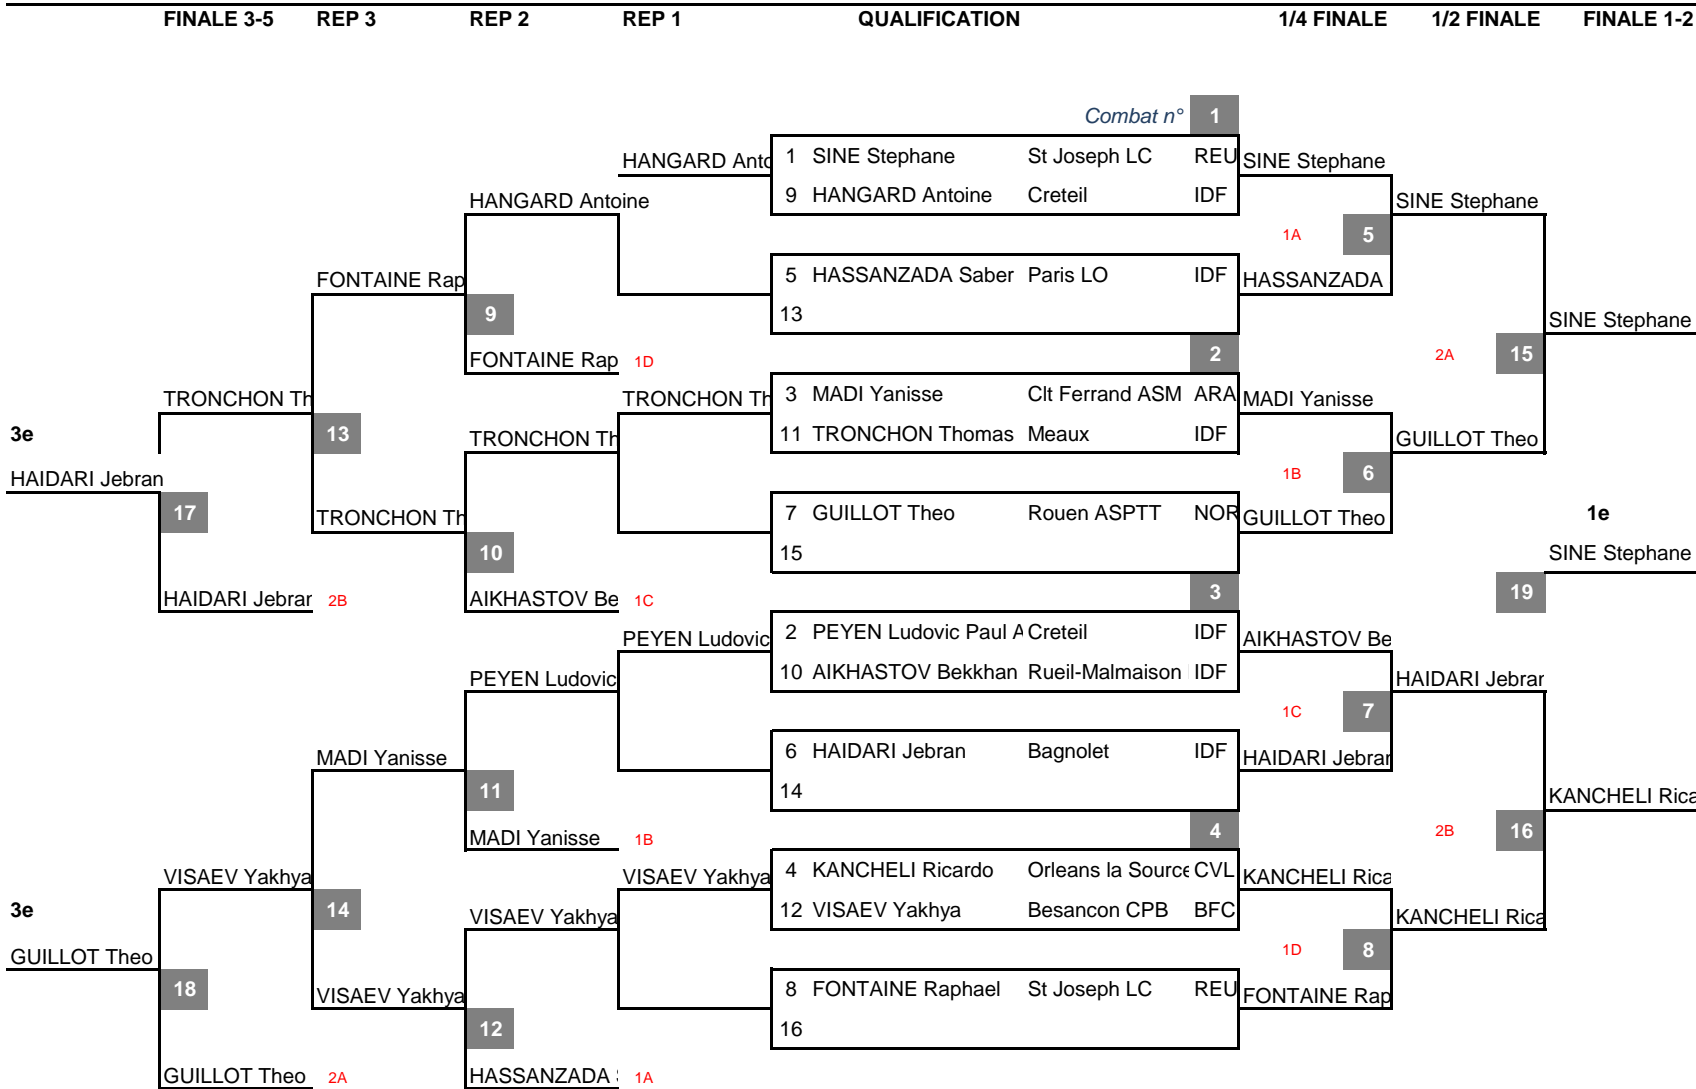 FINALE 3-5 REP 3 REP 2 REP 1 QUALIFICATION 1/4 FINALE 1/2 FINALE FINALE 1-2
Combat n° 1
HANGARD Anto 1 SINE Stephane St Joseph LC REU SINE Stephane
HANGARD Antoine 9 HANGARD Antoine Creteil IDF SINE Stephane
1A 5
FONTAINE Rap 5 HASSANZADA Saber Paris LO IDF HASSANZADA
9 13 SINE Stephane
FONTAINE Rap 1D 2 2A 15
TRONCHON Th TRONCHON Th 3 MADI Yanisse Clt Ferrand ASM ARA MADI Yanisse
3e 13 TRONCHON Th 11 TRONCHON Thomas Meaux IDF GUILLOT Theo
HAIDARI Jebran 1B 6
17 TRONCHON Th 7 GUILLOT Theo Rouen ASPTT NOR GUILLOT Theo 1e
10 15 SINE Stephane
HAIDARI Jebran 2B AIKHASTOV Be 1C 3 19
PEYEN Ludovic 2 PEYEN Ludovic Paul A Creteil IDF AIKHASTOV Be
PEYEN Ludovic 10 AIKHASTOV Bekkhan Rueil-Malmaison IDF HAIDARI Jebran
1C 7
MADI Yanisse 6 HAIDARI Jebran Bagnolet IDF HAIDARI Jebran
11 14 KANCHELI Rica
MADI Yanisse 1B 4 2B 16
VISAEV Yakhya VISAEV Yakhya 4 KANCHELI Ricardo Orleans la Source CVL KANCHELI Rica
3e 14 VISAEV Yakhya 12 VISAEV Yakhya Besancon CPB BFC KANCHELI Rica
GUILLOT Theo 1D 8
18 VISAEV Yakhya 8 FONTAINE Raphael St Joseph LC REU FONTAINE Rap
12 16
GUILLOT Theo 2A HASSANZADA 1A